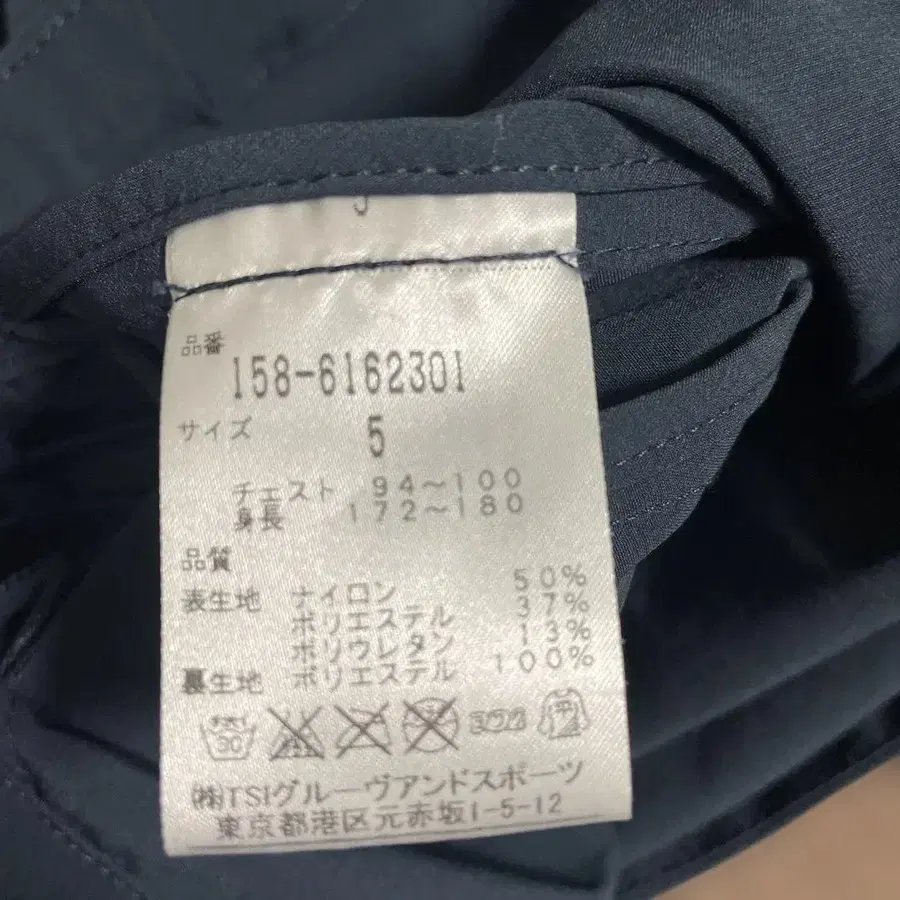 品番
158-6162301
サイズ 5
チェスト 94〜100
身長 172〜180
品質
表生地 ナイロン 50%
ポリエステル 37%
ポリウレタン 13%
裏生地 ポリエステル 100%
30
㈱TSIグルーヴアンドスポーツ
東京都港区元赤坂1-5-12